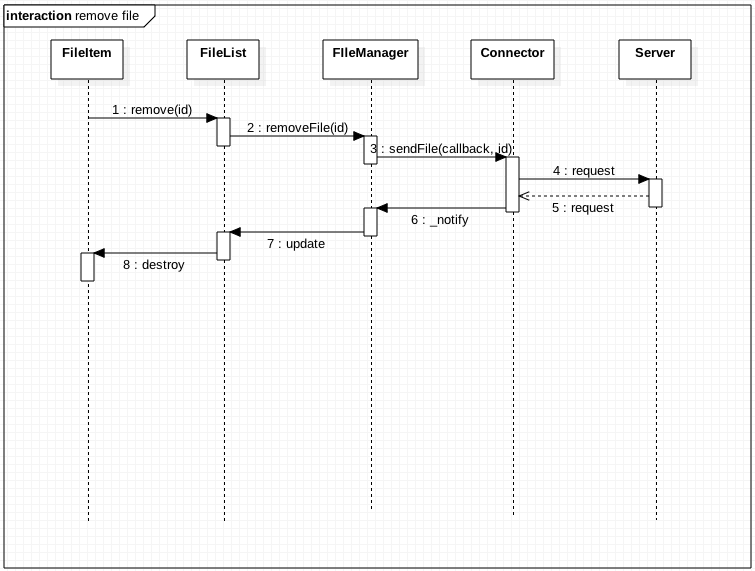 interaction remove file
FileItem
FileList
FIleManager
Connector
Server
1 : remove(id)
2 : removeFile(id)
3 : sendFile(callback, id)
4 : request
5 : request
6 : _notify
7 : update
8 : destroy